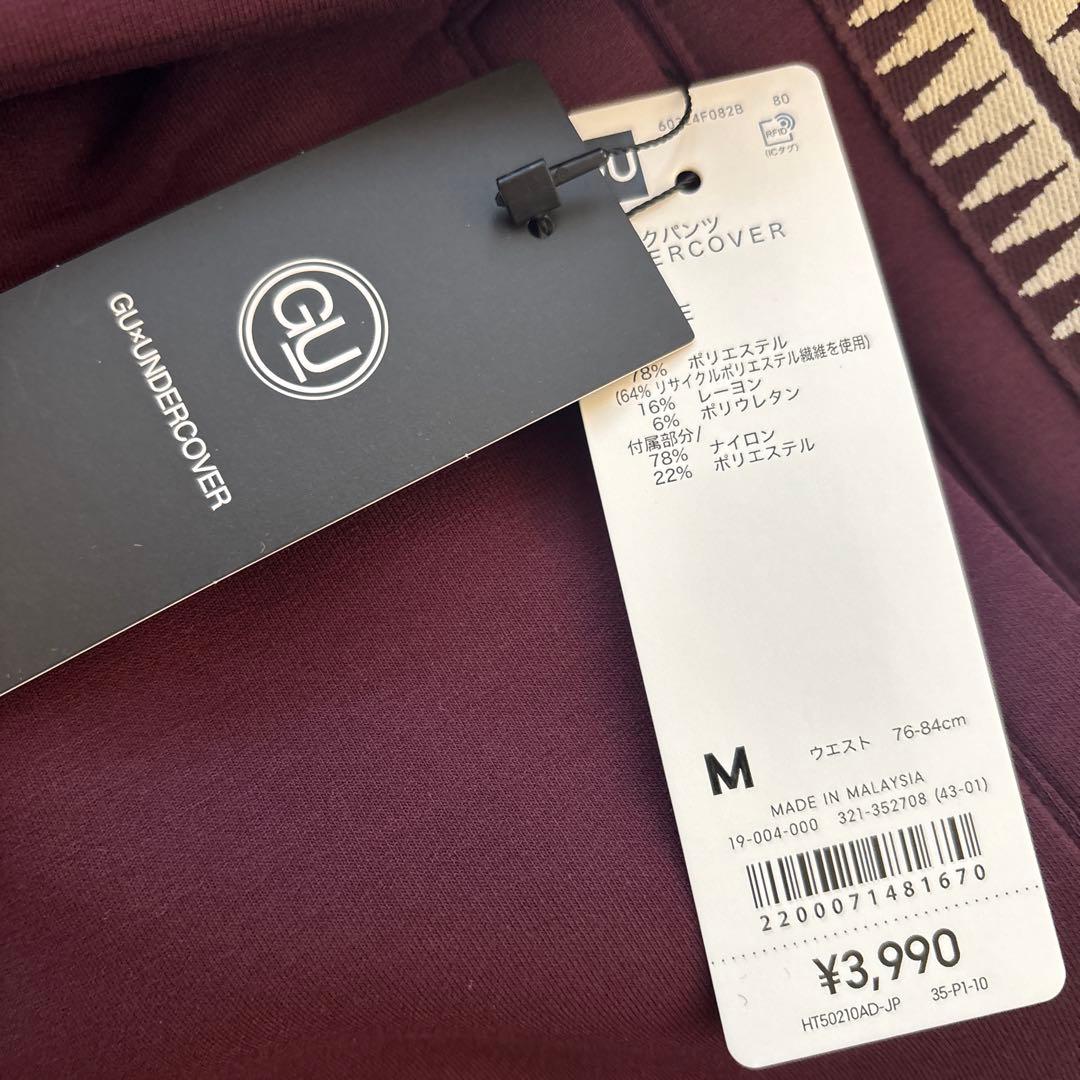 GU
GU×UNDERCOVER
80
RFID
(ICタグ)
クパンツ
ERCOVER
78% ポリエステル
(64% リサイクルポリエステル繊維を使用)
16% レーヨン
6% ポリウレタン
付属部分/
78% ナイロン
22% ポリエステル
M ウエスト 76-84cm
MADE IN MALAYSIA
19-004-000 321-352708 (43-01)
2200071481670
¥3,990
HT50210AD-JP 35-P1-10